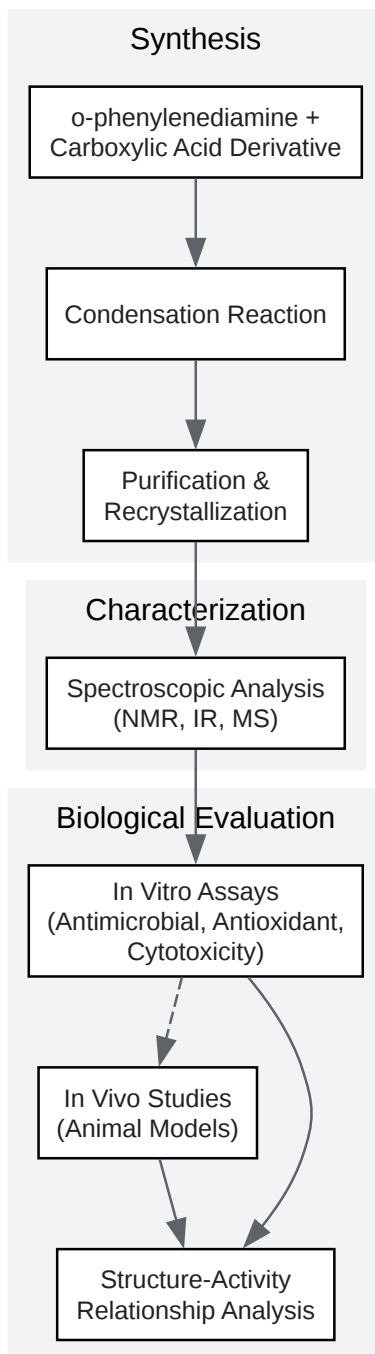 Synthesis
o-phenylenediamine +
Carboxylic Acid Derivative
Condensation Reaction
Purification &
Recrystallization
Characterization
Spectroscopic Analysis
(NMR, IR, MS)
Biological Evaluation
In Vitro Assays
(Antimicrobial, Antioxidant,
Cytotoxicity)
In Vivo Studies
(Animal Models)
Structure-Activity
Relationship Analysis